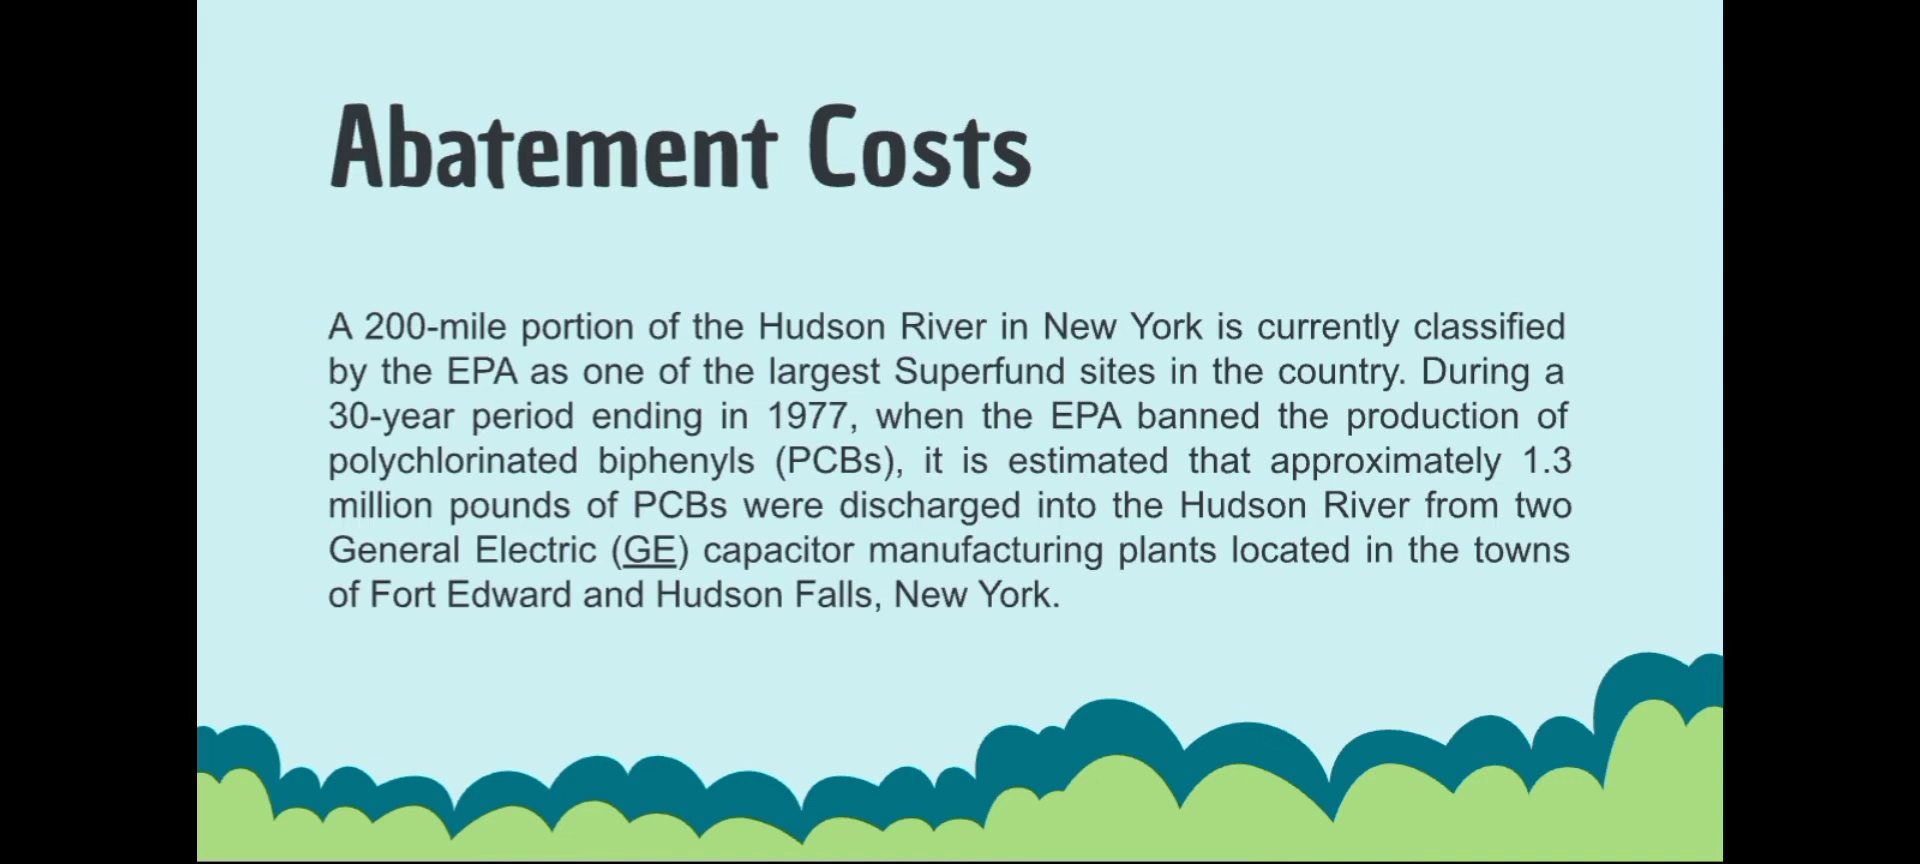 Abatement Costs
A 200-mile portion of the Hudson River in New York is currently classified
by the EPA as one of the largest Superfund sites in the country. During a
30-year period ending in 1977, when the EPA banned the production of
polychlorinated biphenyls (PCBs), it is estimated that approximately 1.3
million pounds of PCBs were discharged into the Hudson River from two
General Electric (GE) capacitor manufacturing plants located in the towns
of Fort Edward and Hudson Falls, New York.